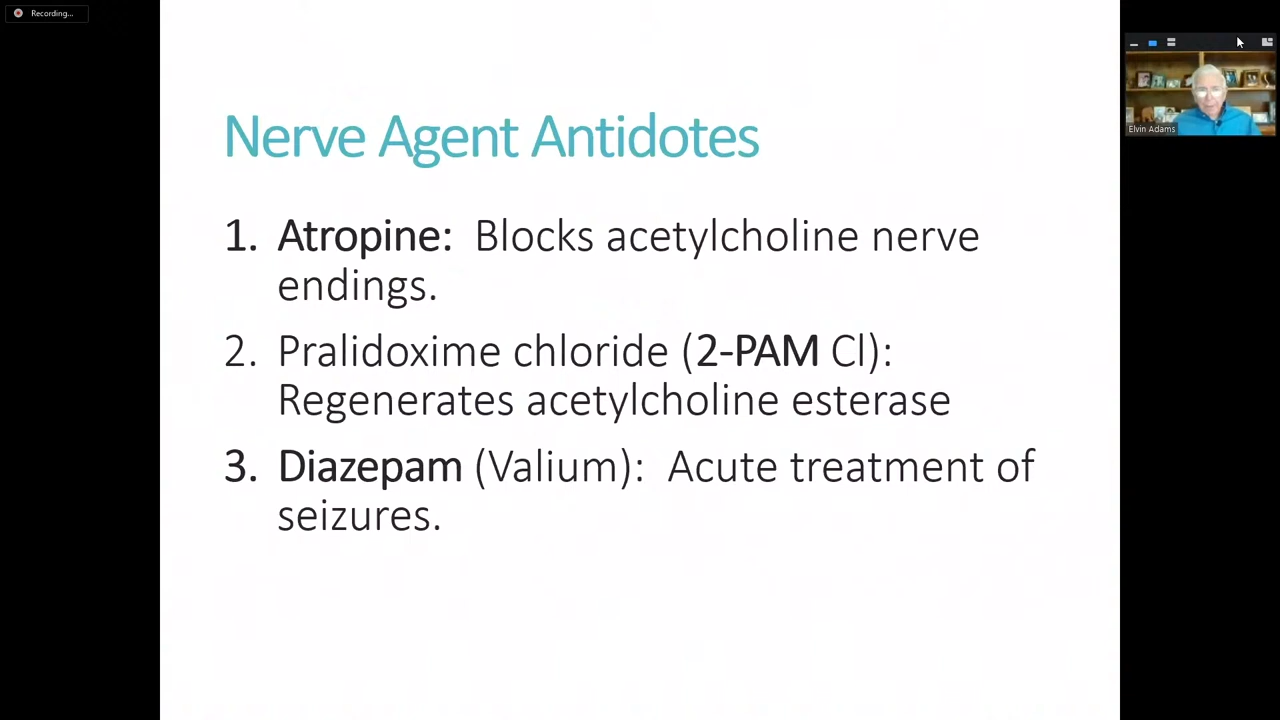 Recording...
Nerve Agent Antidotes
1. Atropine: Blocks acetylcholine nerve
endings.
2. Pralidoxime chloride (2-PAM Cl):
Regenerates acetylcholine esterase
3. Diazepam (Valium): Acute treatment of
seizures.
Elvin Adams